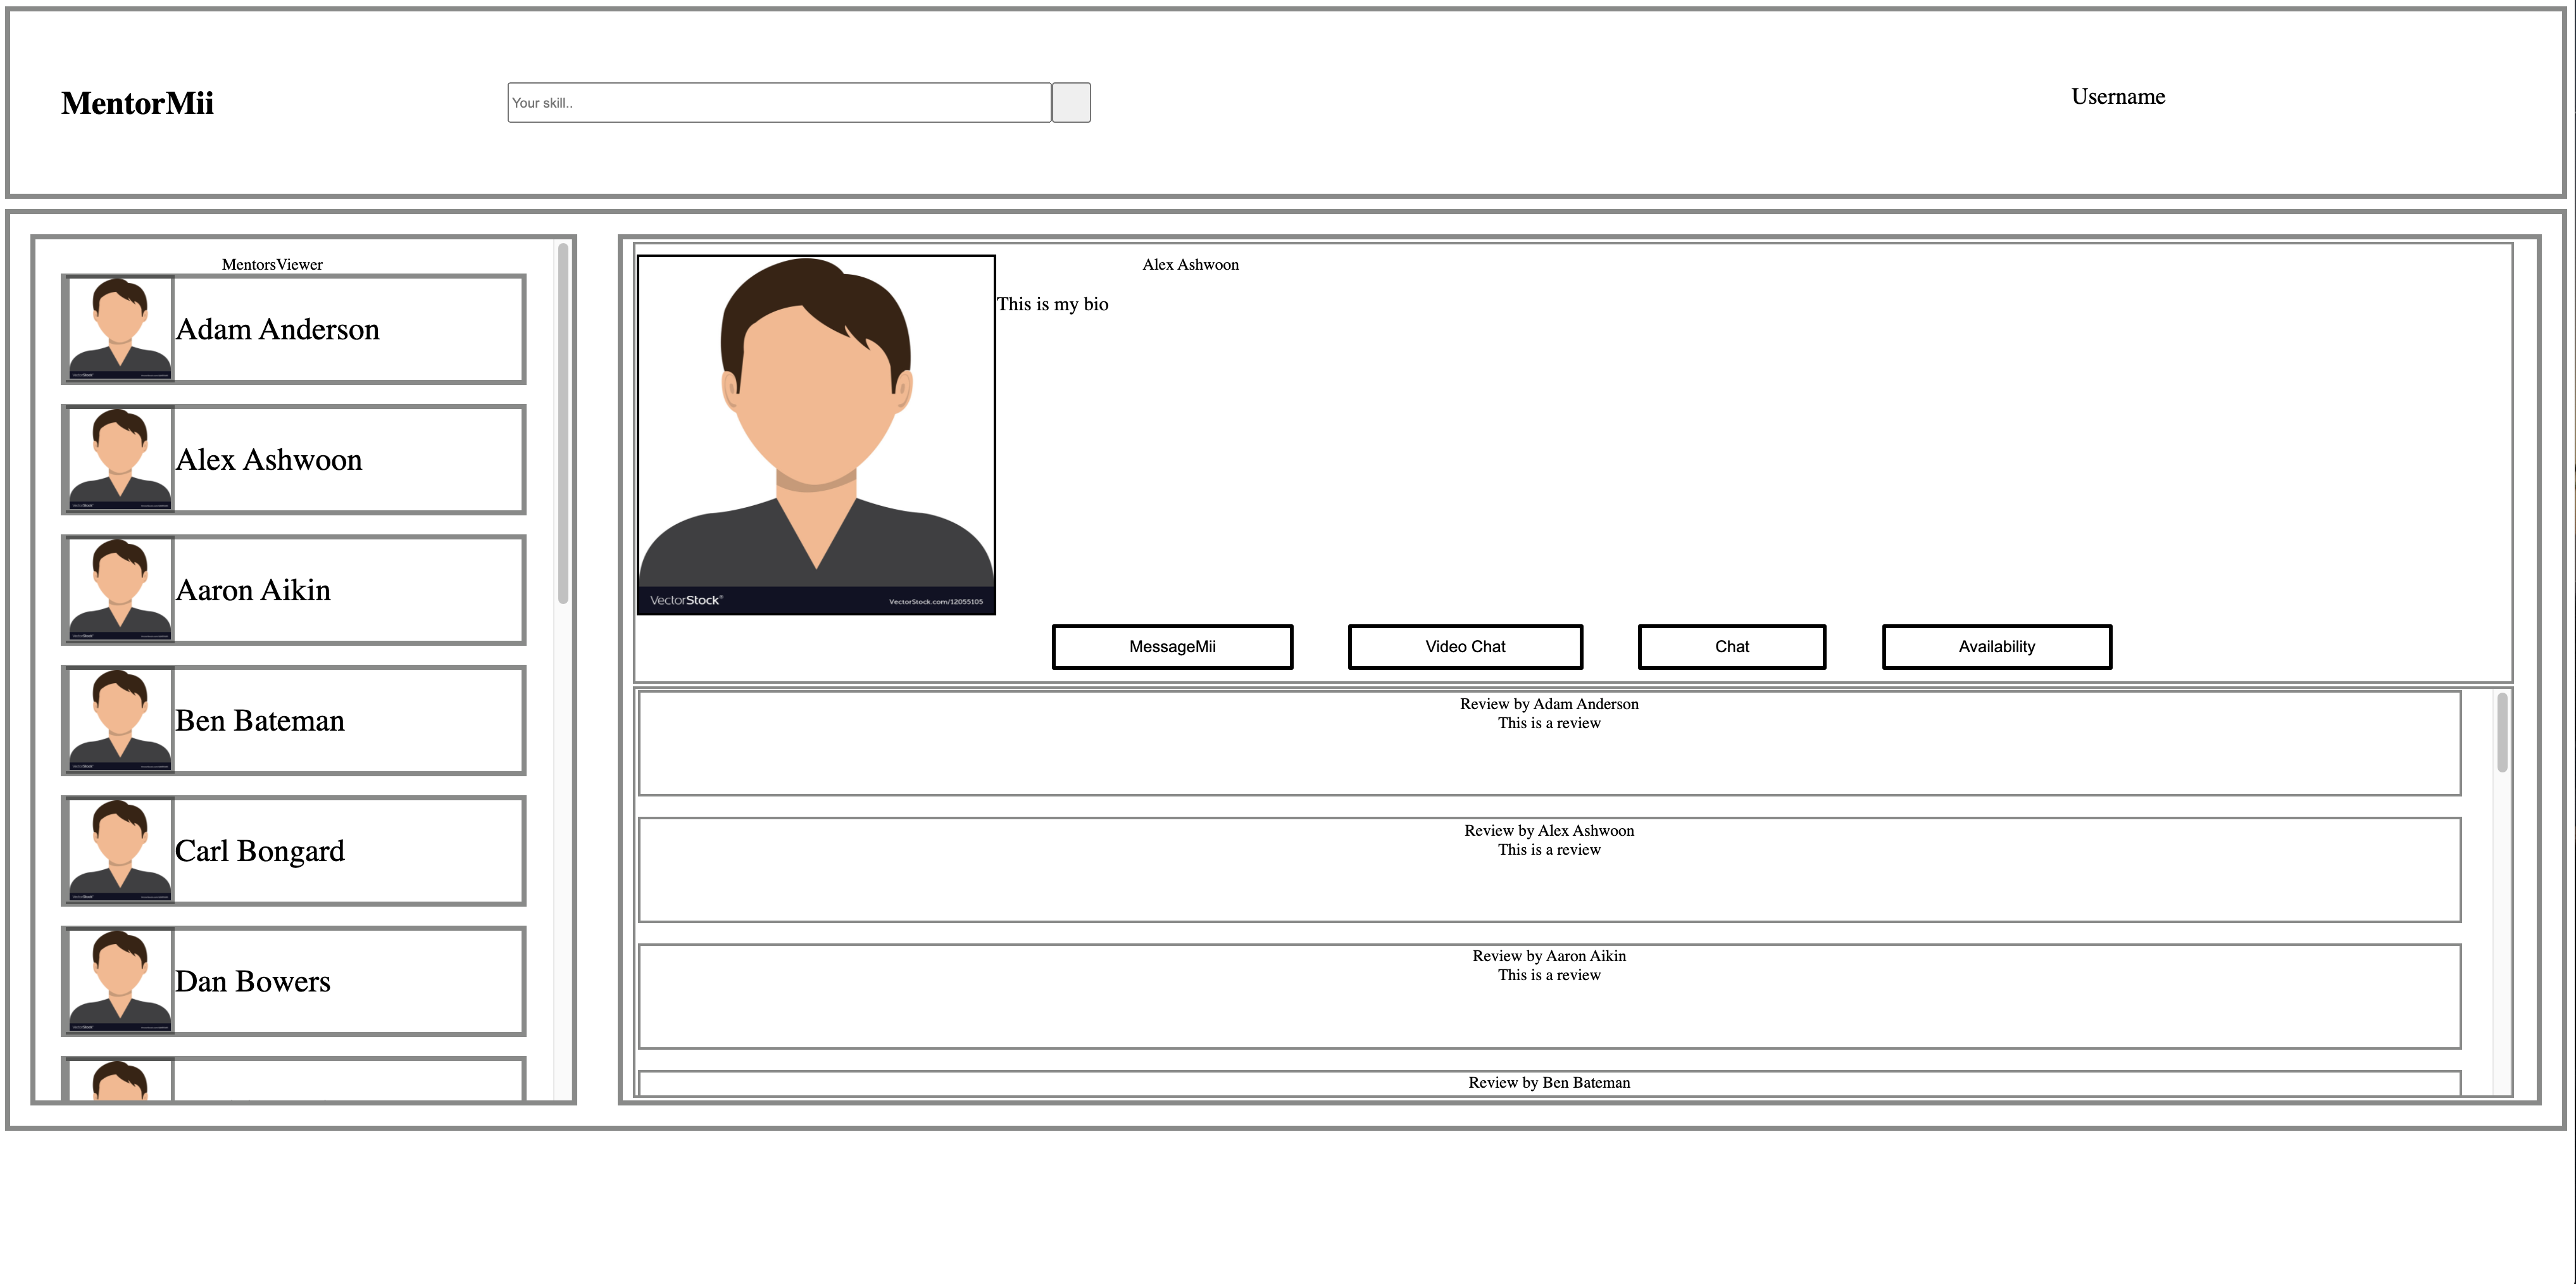 MentorMii
Your skill..
Username
MentorsViewer
Adam Anderson
Alex Ashwoon
Aaron Aikin
Ben Bateman
Carl Bongard
Dan Bowers
Alex Ashwoon
This is my bio
VectorStock®
VectorStock.com/12055105
MessageMii
Video Chat
Chat
Availability
Review by Adam Anderson
This is a review
Review by Alex Ashwoon
This is a review
Review by Aaron Aikin
This is a review
Review by Ben Bateman